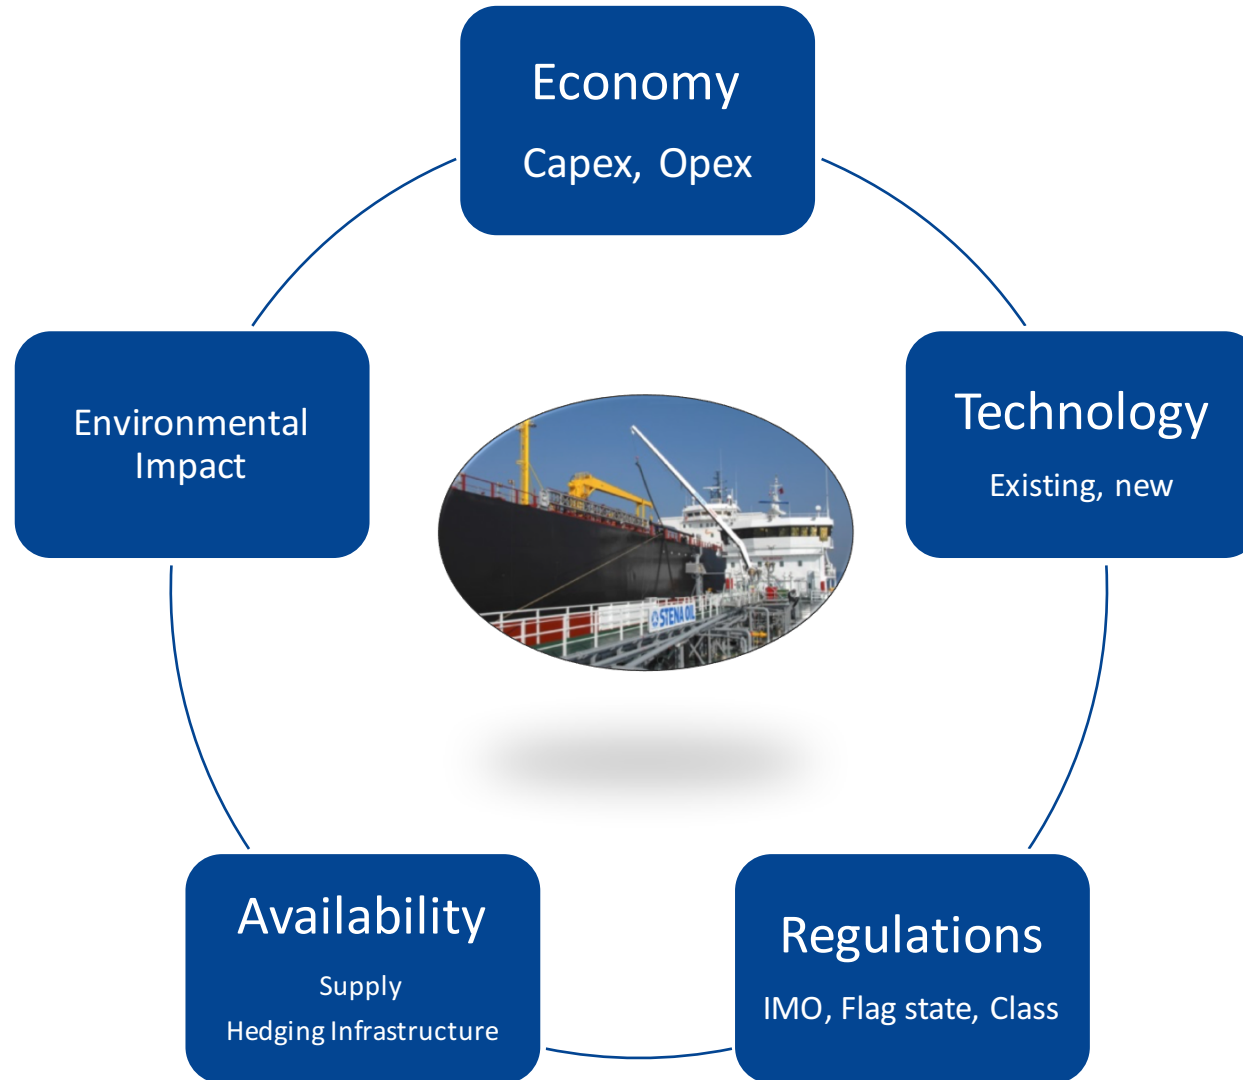 Economy
Capex, Opex
Technology
Existing, new
Environmental
Impact
STENA OIL
Availability
Supply
Hedging Infrastructure
Regulations
IMO, Flag state, Class